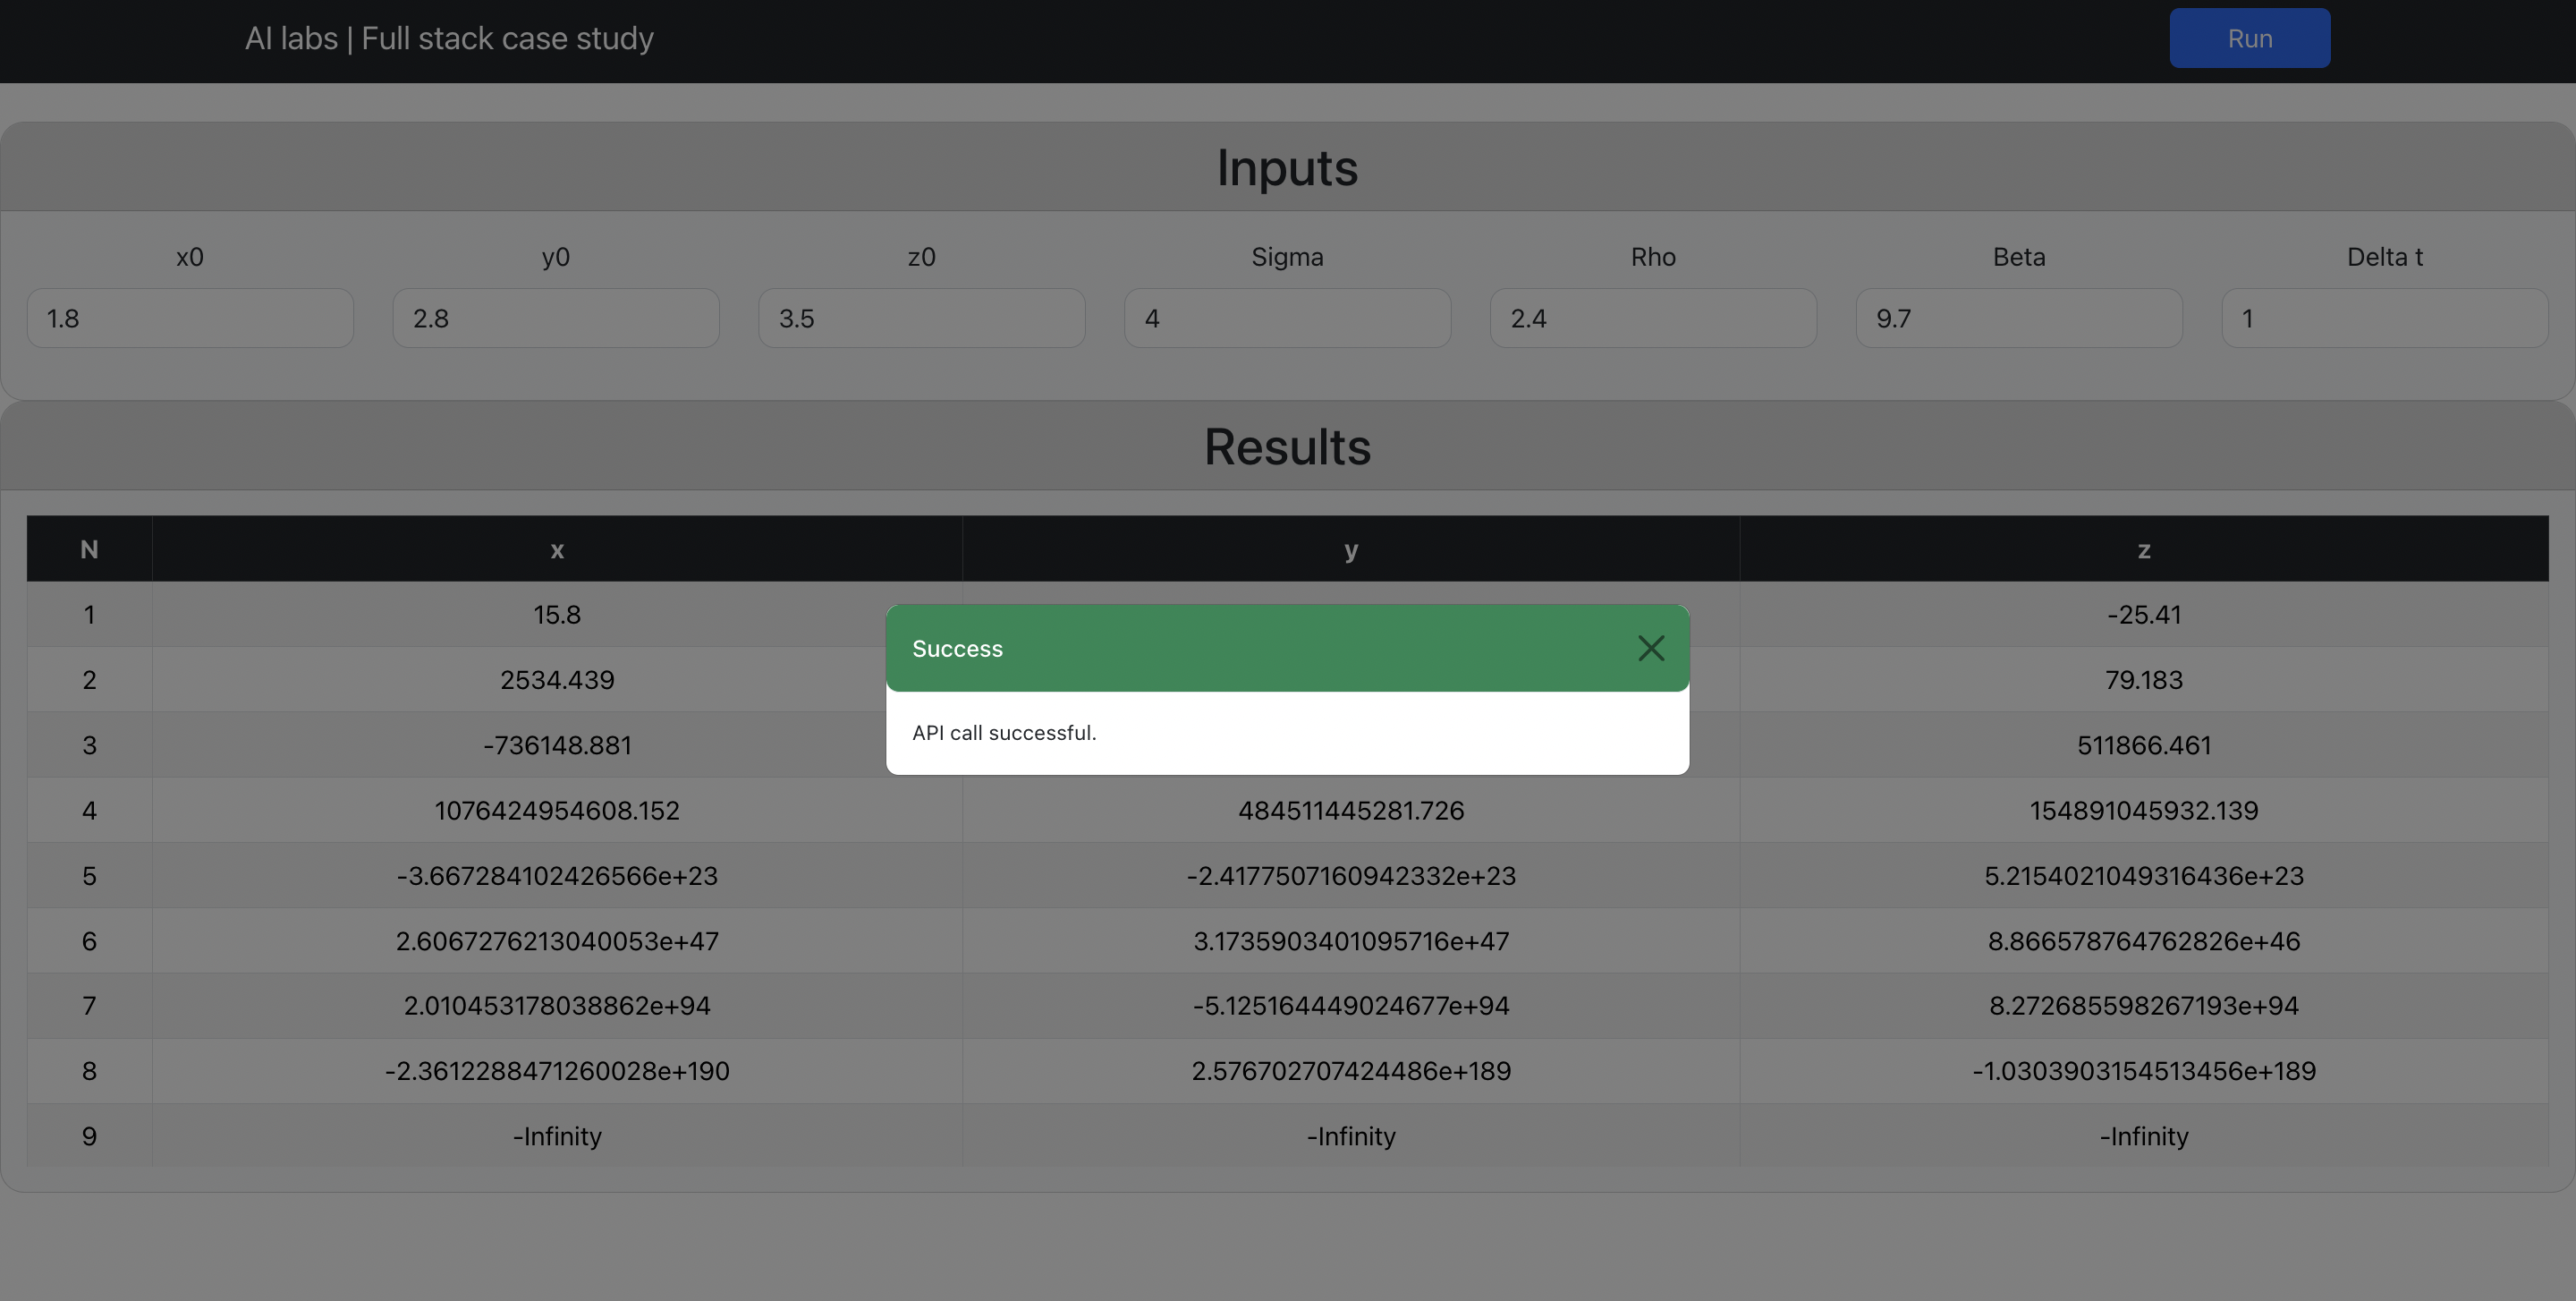 AI labs | Full stack case study Run
Inputs
x0 y0 z0 Sigma Rho Beta Delta t
1.8 2.8 3.5 4 2.4 9.7 1
Results
N x y z
1 15.8 -25.41
Success
2 2534.439 79.183
API call successful.
3 -736148.881 511866.461
4 1076424954608.152 484511445281.726 154891045932.139
5 -3.667284102426566e+23 -2.4177507160942332e+23 5.2154021049316436e+23
6 2.6067276213040053e+47 3.1735903401095716e+47 8.866578764762826e+46
7 2.010453178038862e+94 -5.125164449024677e+94 8.272685598267193e+94
8 -2.3612288471260028e+190 2.576702707424486e+189 -1.0303903154513456e+189
9 -Infinity -Infinity -Infinity